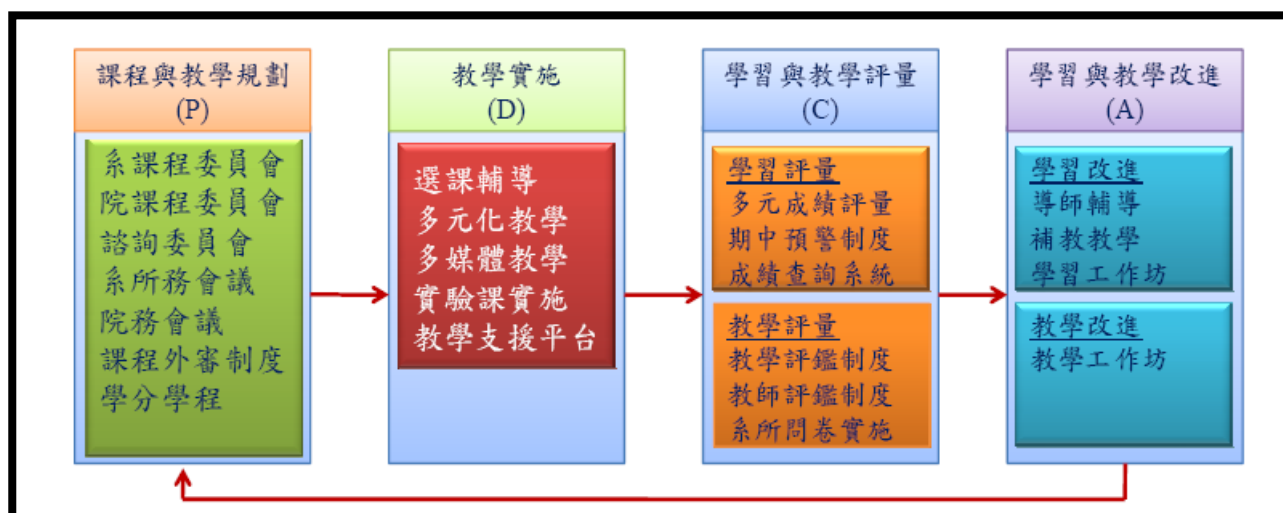 課程與教學規劃
(P)
系課程委員會
院課程委員會
諮詢委員會
系所務會議
院務會議
課程外審制度
學分學程
教學實施
(D)
選課輔導
多元化教學
多媒體教學
實驗課實施
教學支援平台
學習與教學評量
(C)
學習評量
多元成績評量
期中預警制度
成績查詢系統
教學評量
教學評鑑制度
教師評鑑制度
系所問卷實施
學習與教學改進
(A)
學習改進
導師輔導
補教教學
學習工作坊
教學改進
教學工作坊